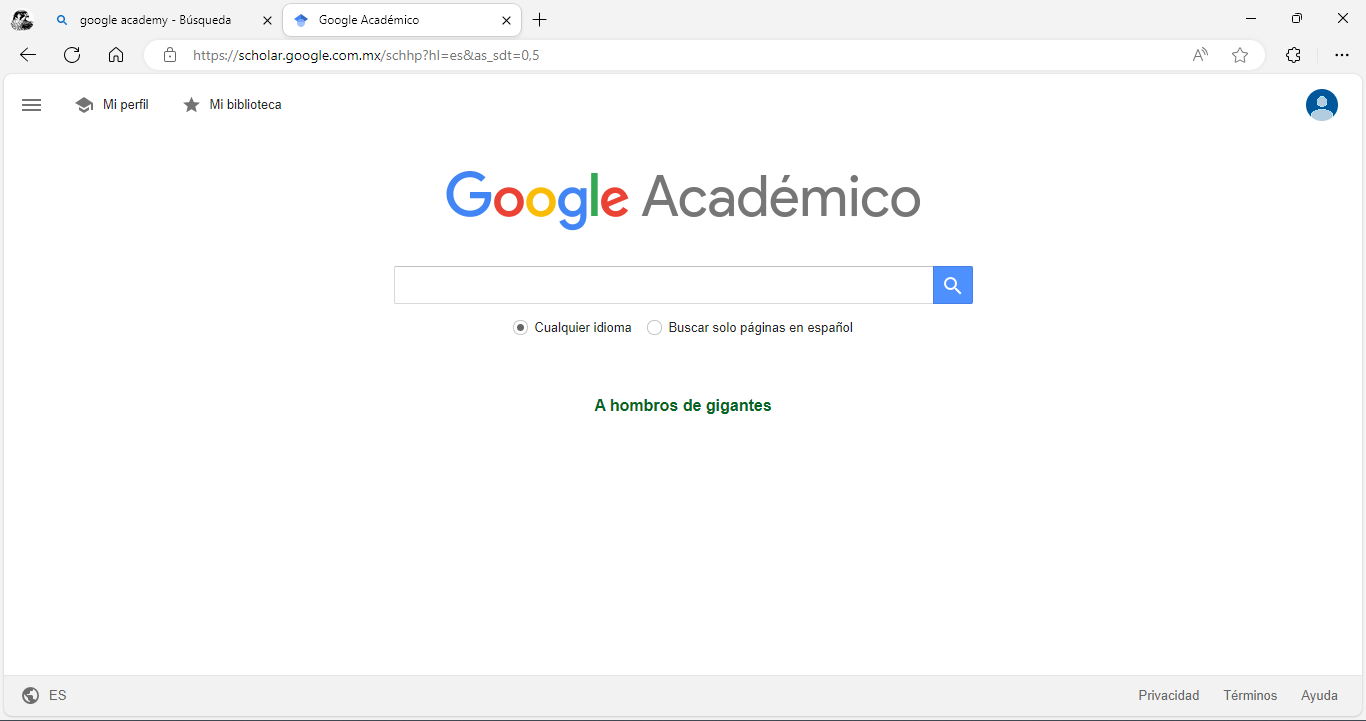 google academy - Búsqueda
Google Académico
https://scholar.google.com.mx/schhp?hl=es&as_sdt=0,5
Mi perfil Mi biblioteca
Google Académico
Cualquier idioma Buscar solo páginas en español
A hombros de gigantes
ES Privacidad Términos Ayuda